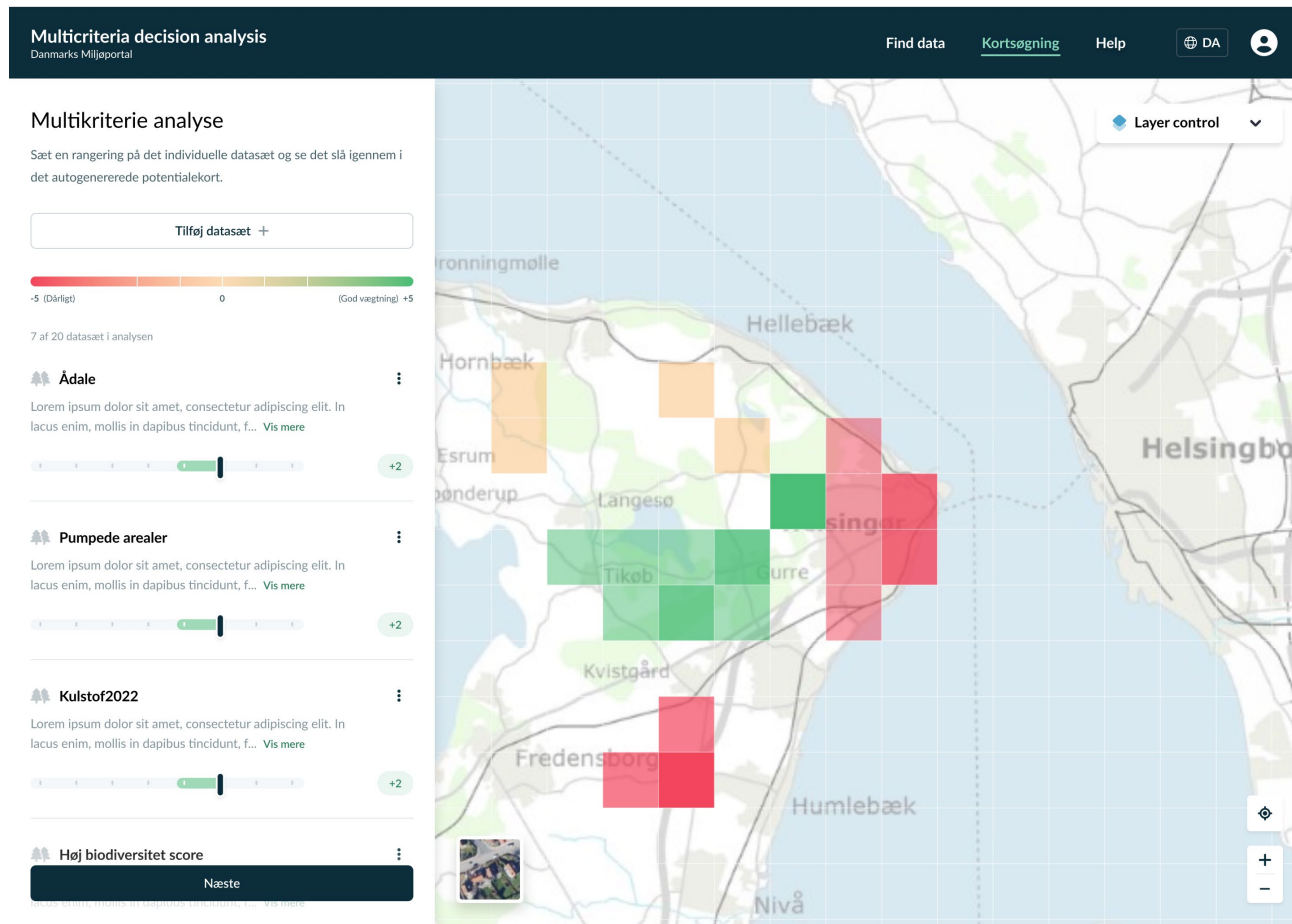 Multicriteria decision analysis
Danmarks Miljøportal
Find data
Kortsøgning
Help
DA
Multikriterie analyse
Sæt en rangering på det individuelle datasæt og se det slå igennem i
det autogenererede potentialekort.
Tilføj datasæt +
-5 (Dårligt)
0
(God vægtning) +5
7 af 20 datasæt i analysen
Ådale
Lorem ipsum dolor sit amet, consectetur adipiscing elit. In
lacus enim, mollis in dapibus tincidunt, f... Vis mere
+2
Pumpede arealer
Lorem ipsum dolor sit amet, consectetur adipiscing elit. In
lacus enim, mollis in dapibus tincidunt, f... Vis mere
+2
Kulstof2022
Lorem ipsum dolor sit amet, consectetur adipiscing elit. In
lacus enim, mollis in dapibus tincidunt, f... Vis mere
+2
Høj biodiversitet score
Næste
Layer control
ronningmølle
Hellebæk
Hornbæk
Esrum
Helsingbo
Langesø
singør
Tikøb
Gurre
Kvistgård
Fredensborg
Humlebæk
Nivå
+
−